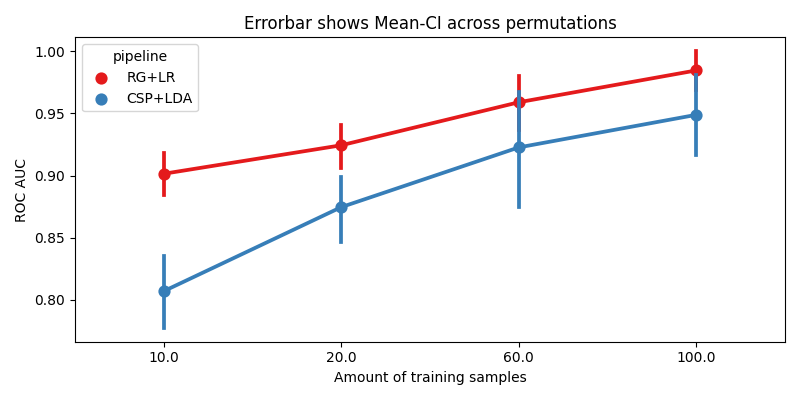 Errorbar shows Mean-CI across permutations
pipeline
RG+LR
CSP+LDA
ROC AUC
1.00
0.95
0.90
0.85
0.80
10.0 20.0 60.0 100.0
Amount of training samples